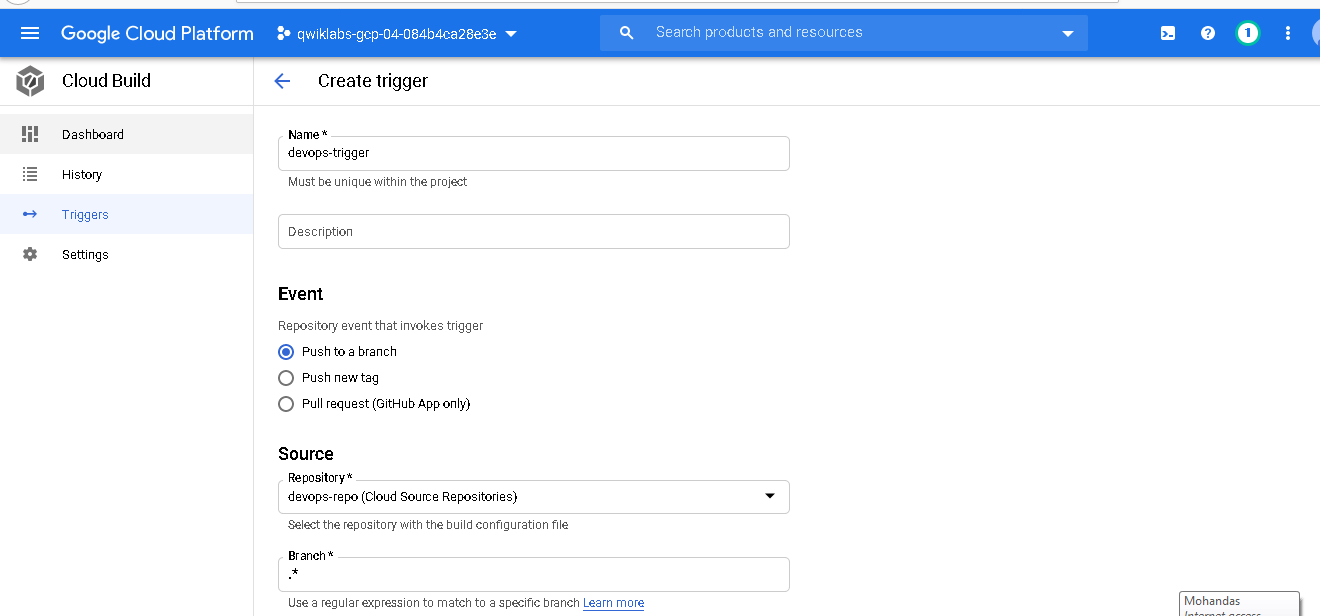 Google Cloud Platform
qwiklabs-gcp-04-084b4ca28e3e
Search products and resources
1
Cloud Build
Create trigger
Dashboard
History
Triggers
Settings
Name *
devops-trigger
Must be unique within the project
Description
Event
Repository event that invokes trigger
Push to a branch
Push new tag
Pull request (GitHub App only)
Source
Repository *
devops-repo (Cloud Source Repositories)
Select the repository with the build configuration file
Branch *
.*
Use a regular expression to match to a specific branch Learn more
Mohandas
Internet access